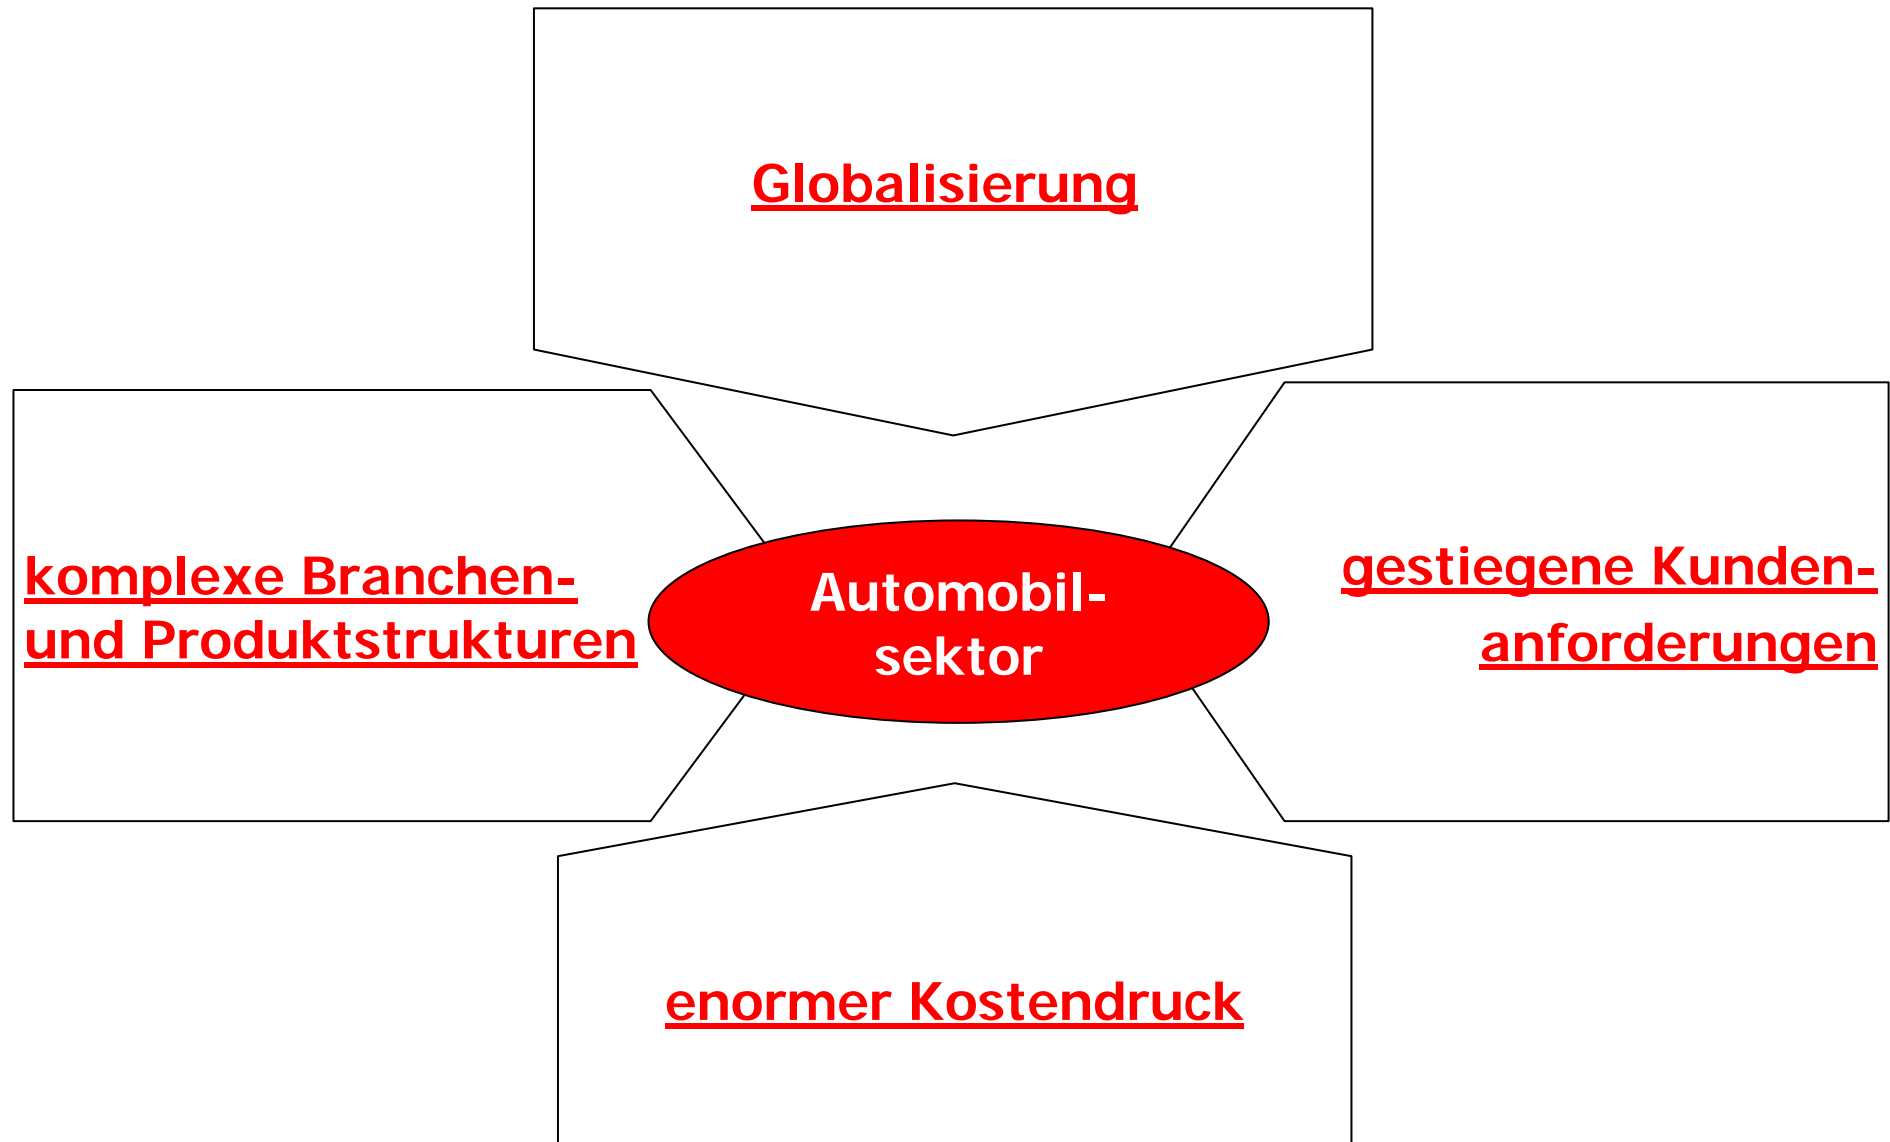 Globalisierung
komplexe Branchen-
und Produktstrukturen
Automobil-
sektor
gestiegene Kunden-
anforderungen
enormer Kostendruck